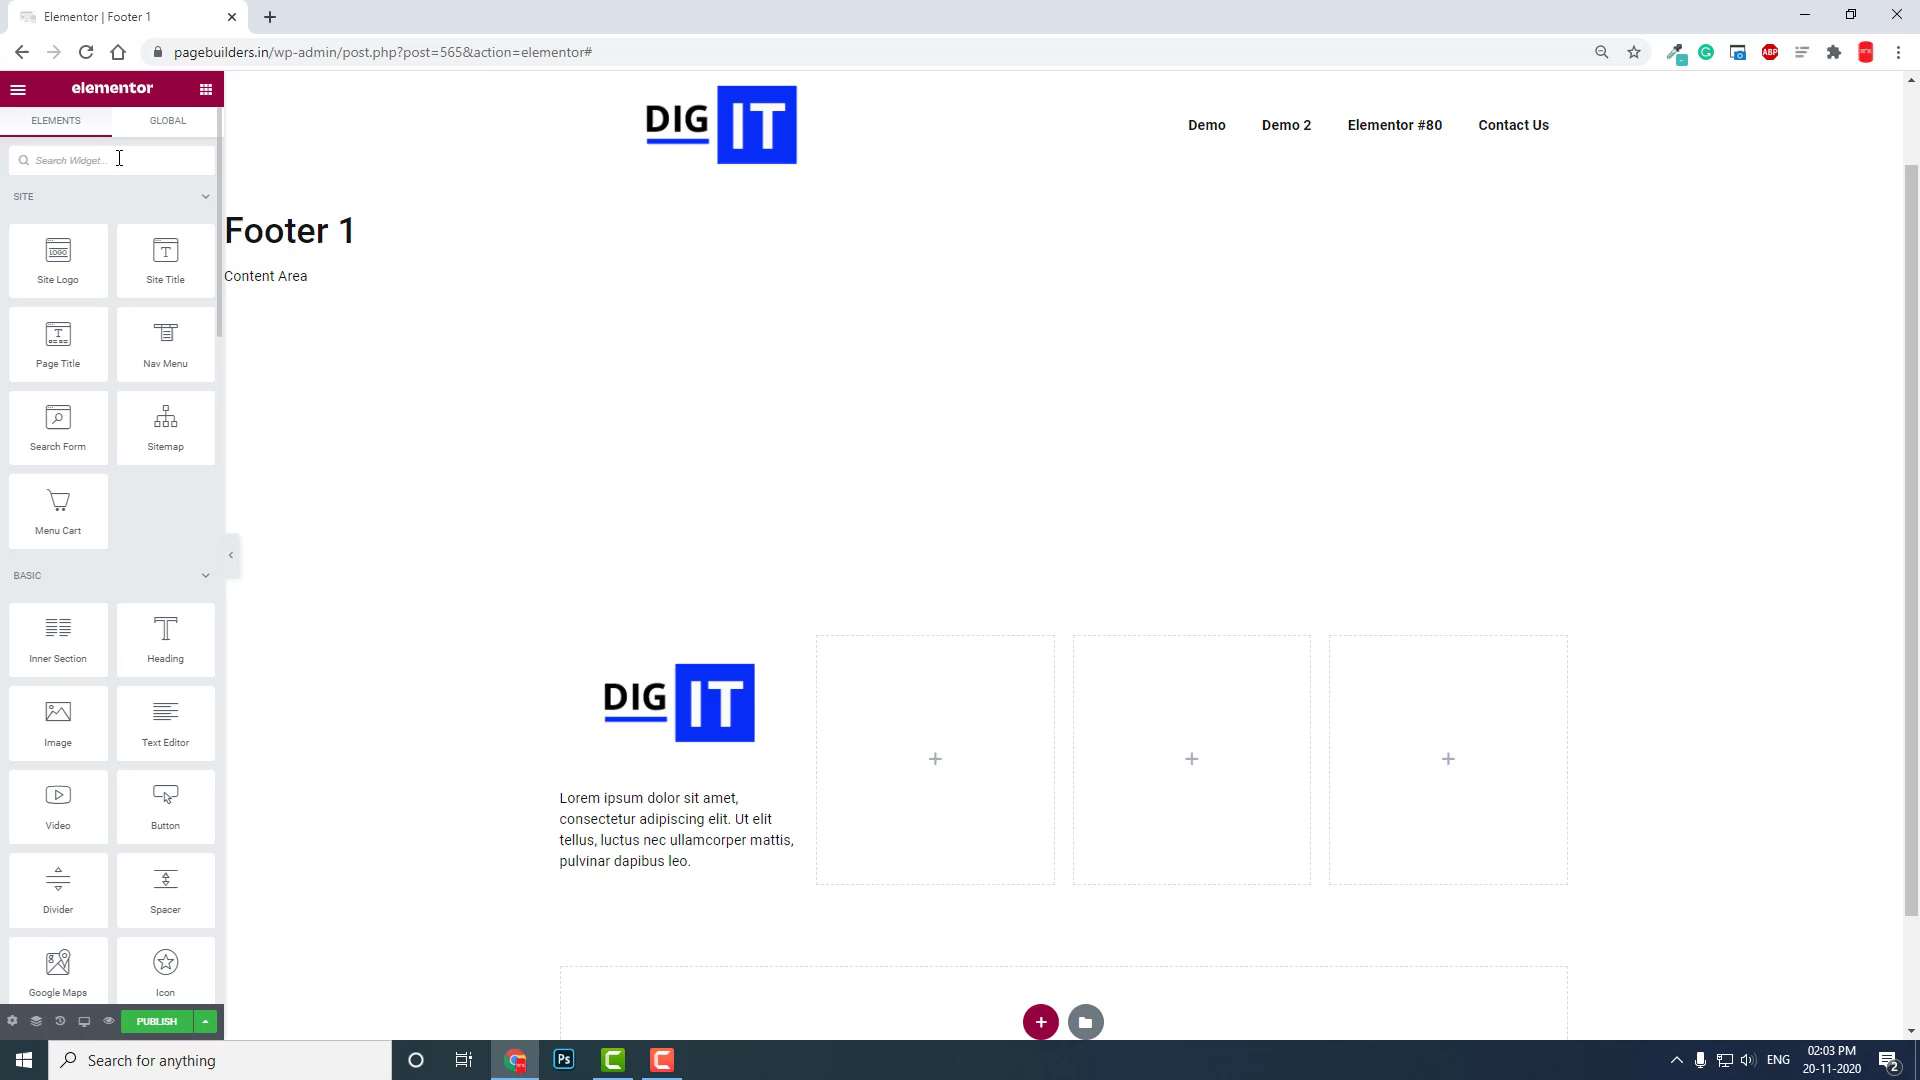 Elementor | Footer 1
pagebuilders.in/wp-admin/post.php?post=565&action=elementor#
ABP
elementor
ELEMENTS
GLOBAL
Search Widget...
SITE
LOGO
Site Logo
Site Title
Page Title
Nav Menu
Search Form
Sitemap
Menu Cart
BASIC
Inner Section
Heading
Image
Text Editor
Video
Button
Divider
Spacer
Google Maps
Icon
PUBLISH
DIG IT
Demo
Demo 2
Elementor #80
Contact Us
Footer 1
Content Area
DIG IT
Lorem ipsum dolor sit amet,
consectetur adipiscing elit. Ut elit
tellus, luctus nec ullamcorper mattis,
pulvinar dapibus leo.
Search for anything
Ps
ENG
02:03 PM
20-11-2020
2